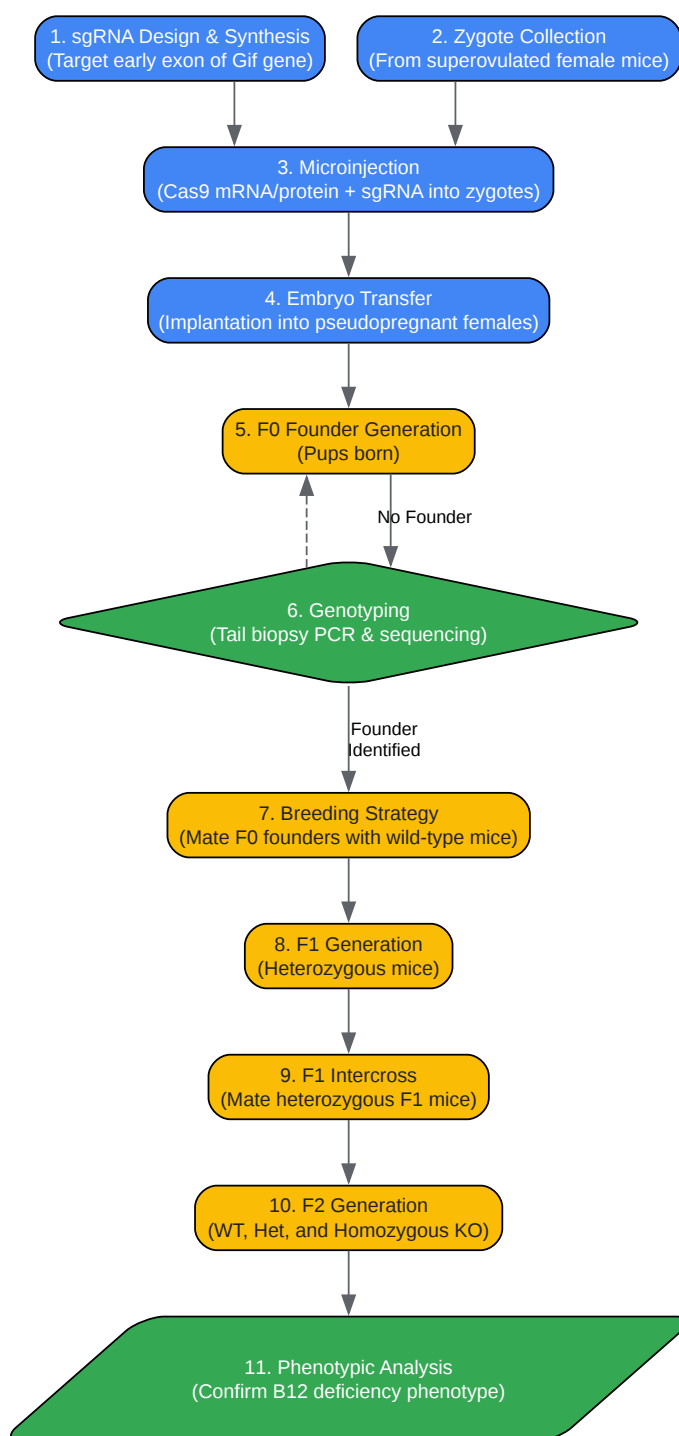 1. sgRNA Design & Synthesis
(Target early exon of Gif gene)
2. Zygote Collection
(From superovulated female mice)
3. Microinjection
(Cas9 mRNA/protein + sgRNA into zygotes)
4. Embryo Transfer
(Implantation into pseudopregnant females)
5. F0 Founder Generation
(Pups born)
No Founder
6. Genotyping
(Tail biopsy PCR & sequencing)
Founder
Identified
7. Breeding Strategy
(Mate F0 founders with wild-type mice)
8. F1 Generation
(Heterozygous mice)
9. F1 Intercross
(Mate heterozygous F1 mice)
10. F2 Generation
(WT, Het, and Homozygous KO)
11. Phenotypic Analysis
(Confirm B12 deficiency phenotype)